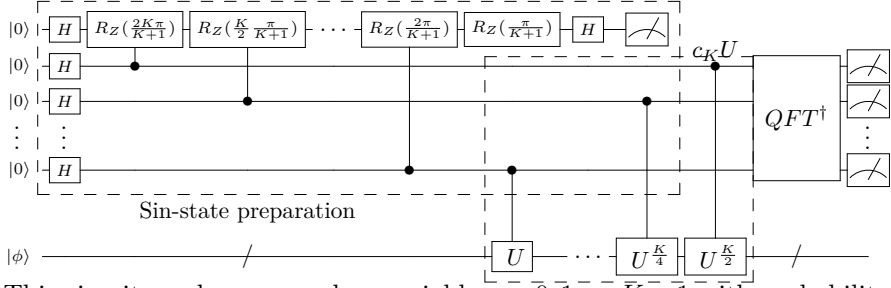 |0⟩ H R_Z(2Kπ/(K+1)) R_Z(K/2 π/(K+1)) ⋯ R_Z(2π/(K+1)) R_Z(π/(K+1)) H
c_K U
|0⟩ H
|0⟩ H
QFT†
⋮ ⋮ ⋮
|0⟩ H
Sin-state preparation
|ϕ⟩ U ⋯ U^{K/4} U^{K/2}